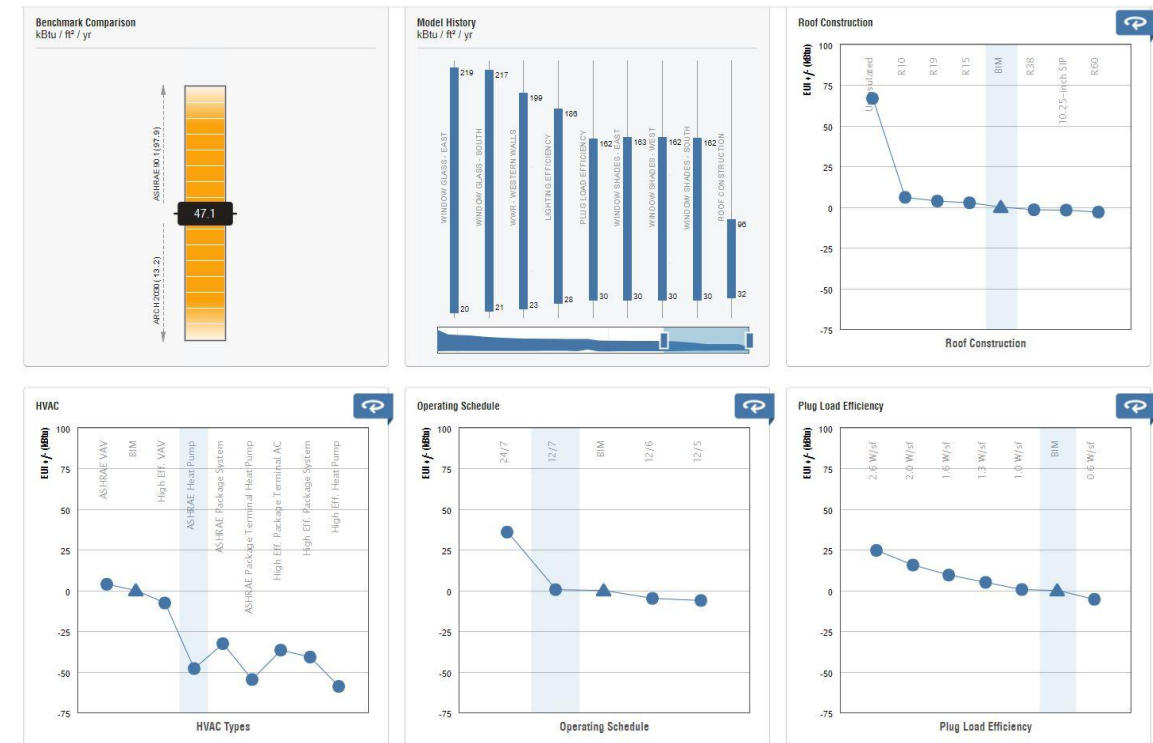 Benchmark Comparison
kBtu / ft² / yr
ASHRAE 90.1 (97.9)
47.1
ARCH 2030 (13.2)
Model History
kBtu / ft² / yr
219
217
199
186
162
163
162
162
96
WINDOW GLASS - EAST
WINDOW GLASS - SOUTH
WWR - WESTERN WALLS
LIGHTING EFFICIENCY
PLUG LOAD EFFICIENCY
WINDOW SHADES - EAST
WINDOW SHADES - WEST
WINDOW SHADES - SOUTH
ROOF CONSTRUCTION
20
21
23
28
30
30
30
30
32
Roof Construction
EUI +/- (kBtu)
100
75
50
25
0
-25
-50
-75
Uninsulated
R10
R19
R15
BIM
R38
10.25-inch SIP
R60
Roof Construction
HVAC
EUI +/- (kBtu)
100
75
50
25
0
-25
-50
-75
ASHRAE VAV
BIM
High Eff. VAV
ASHRAE Heat Pump
ASHRAE Package System
ASHRAE Package Terminal Heat Pump
High Eff. Package Terminal AC
High Eff. Package System
High Eff. Heat Pump
HVAC Types
Operating Schedule
EUI +/- (kBtu)
100
75
50
25
0
-25
-50
-75
24/7
12/7
BIM
12/6
12/5
Operating Schedule
Plug Load Efficiency
EUI +/- (kBtu)
100
75
50
25
0
-25
-50
-75
2.6 W/sf
2.0 W/sf
1.6 W/sf
1.3 W/sf
1.0 W/sf
BIM
0.6 W/sf
Plug Load Efficiency